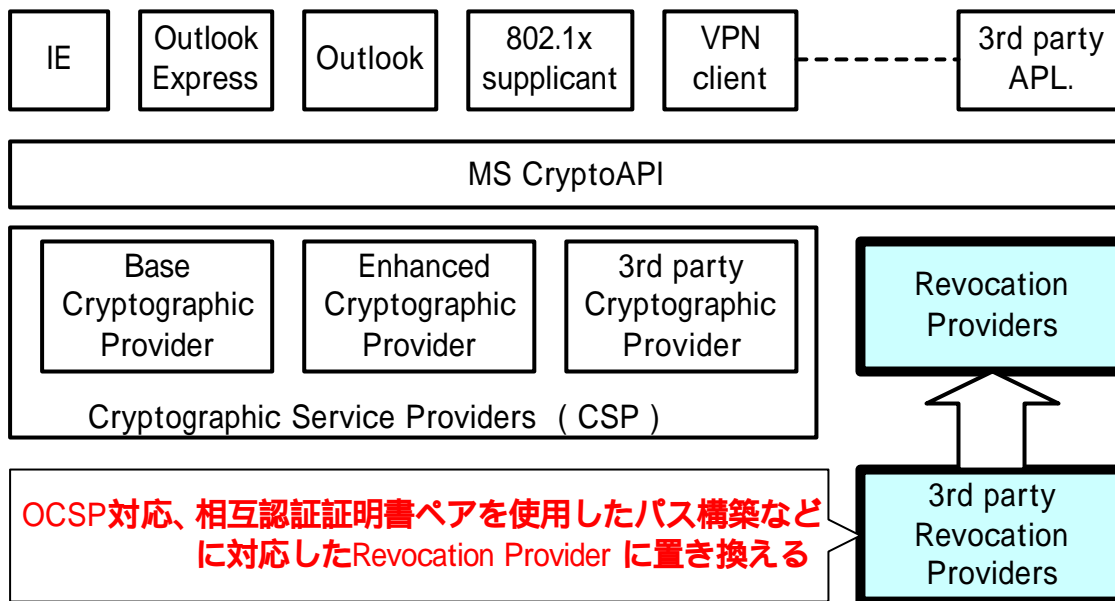 IE
Outlook
Express
Outlook
802.1x
supplicant
VPN
client
3rd party
APL.
MS CryptoAPI
Base
Cryptographic
Provider
Enhanced
Cryptographic
Provider
3rd party
Cryptographic
Provider
Cryptographic Service Providers （CSP）
Revocation
Providers
OCSP対応、相互認証証明書ペアを使用したパス構築など
に対応したRevocation Provider に置き換える
3rd party
Revocation
Providers